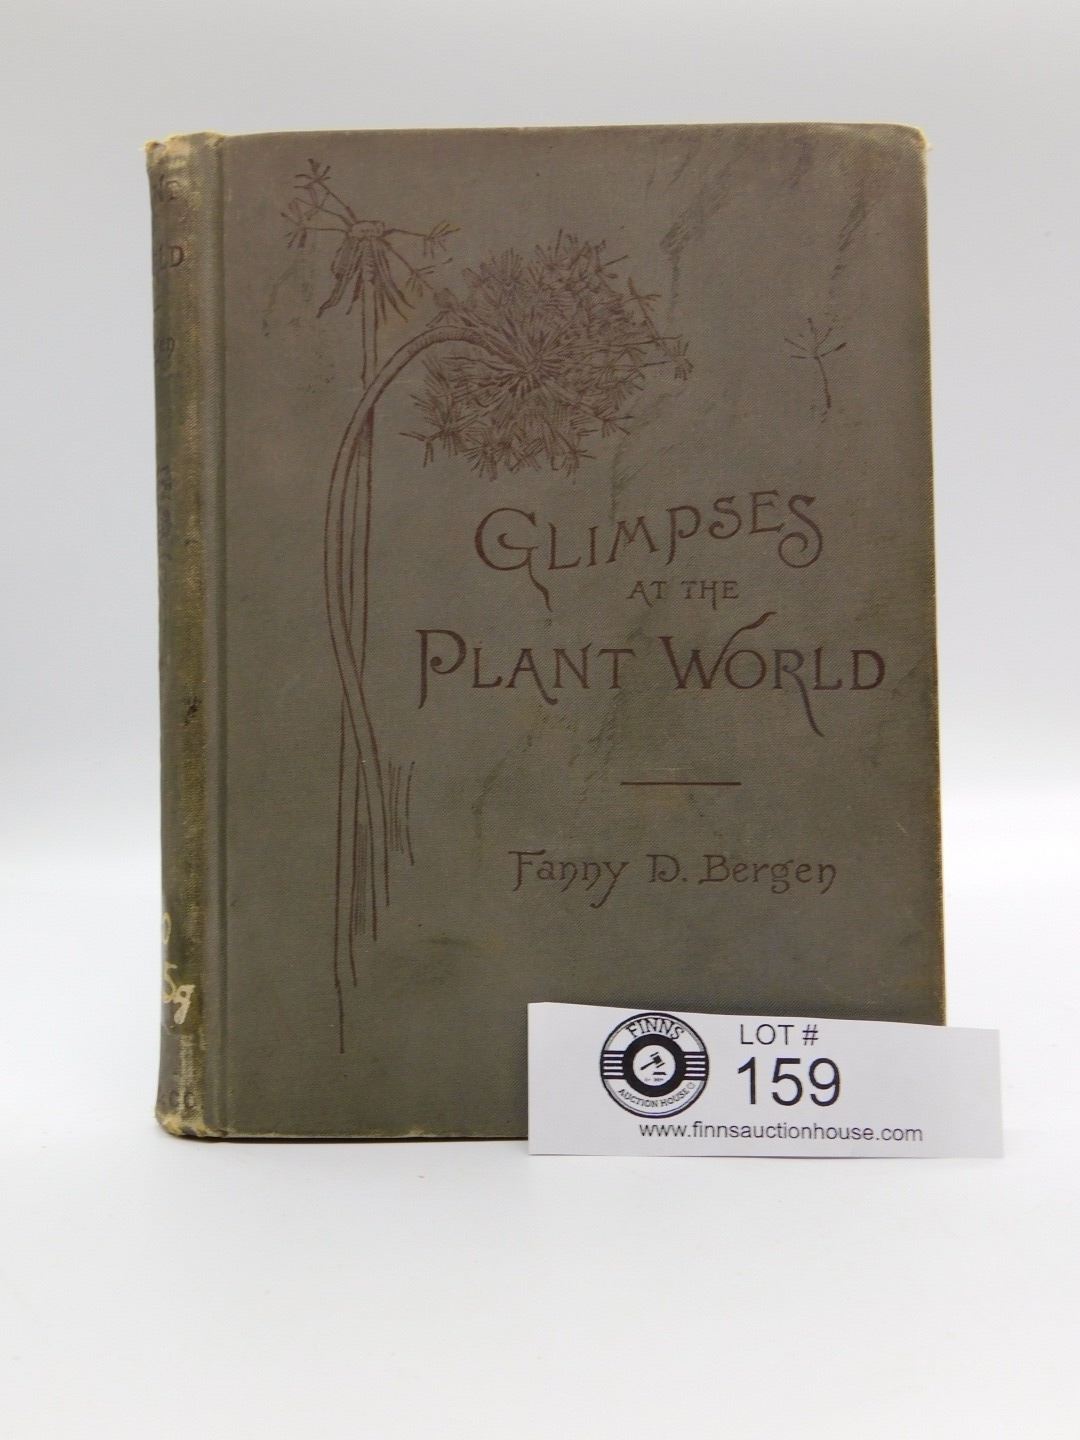 GLIMPSES
AT THE
PLANT WORLD
Fanny D. Bergen
FINNS
AUCTION HOUSE
LOT #
159
www.finnsauctionhouse.com